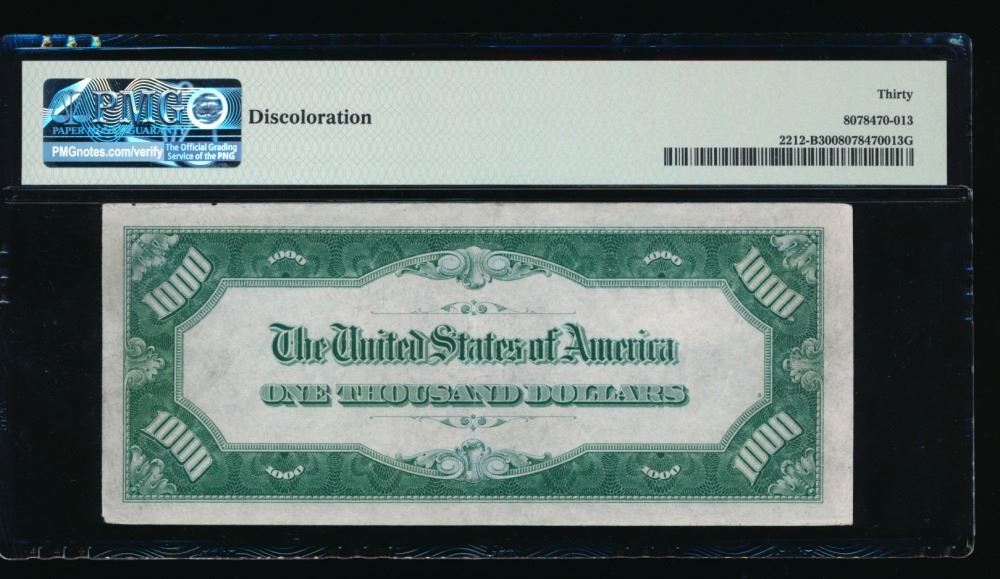 PMG
PAPER MONEY GUARANTY
PMGnotes.com/verify
The Official Grading
Service of the PNG
Discoloration
Thirty
8078470-013
2212-B3008078470013G
1000
1000
1000
1000
The United States of America
ONE THOUSAND DOLLARS
1000
1000
1000
1000